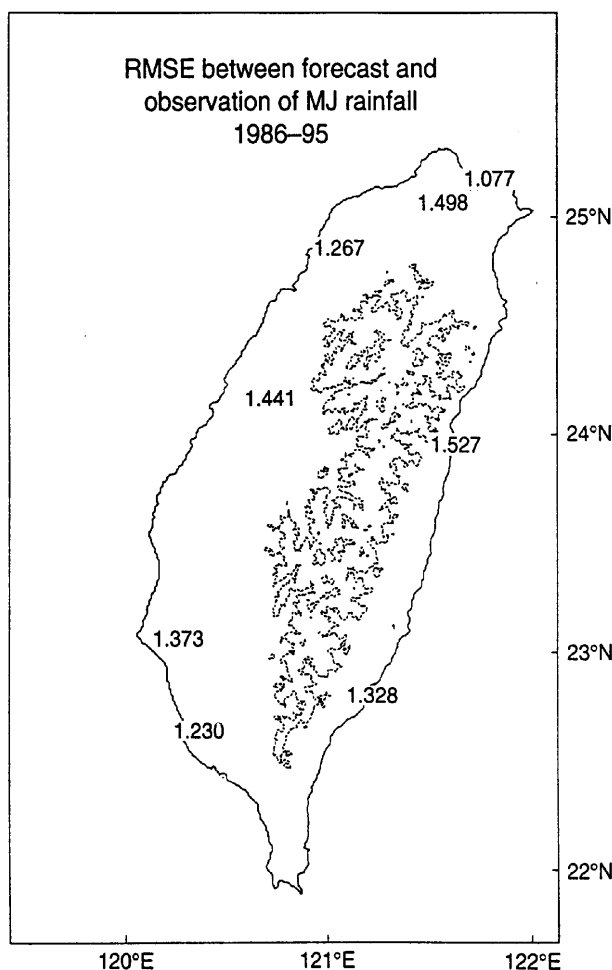 RMSE between forecast and
observation of MJ rainfall
1986–95
1.077
1.498
25°N
1.267
1.441
24°N
1.527
1.373
23°N
1.328
1.230
22°N
120°E 121°E 122°E